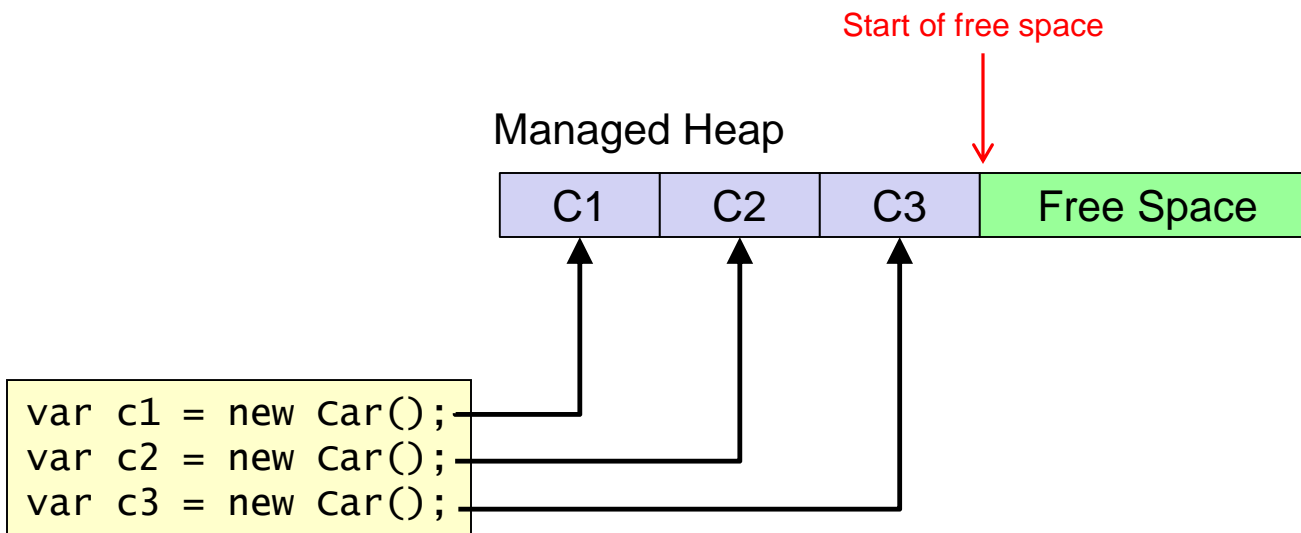 Start of free space
Managed Heap
C1 C2 C3 Free Space
var c1 = new Car();
var c2 = new Car();
var c3 = new Car();